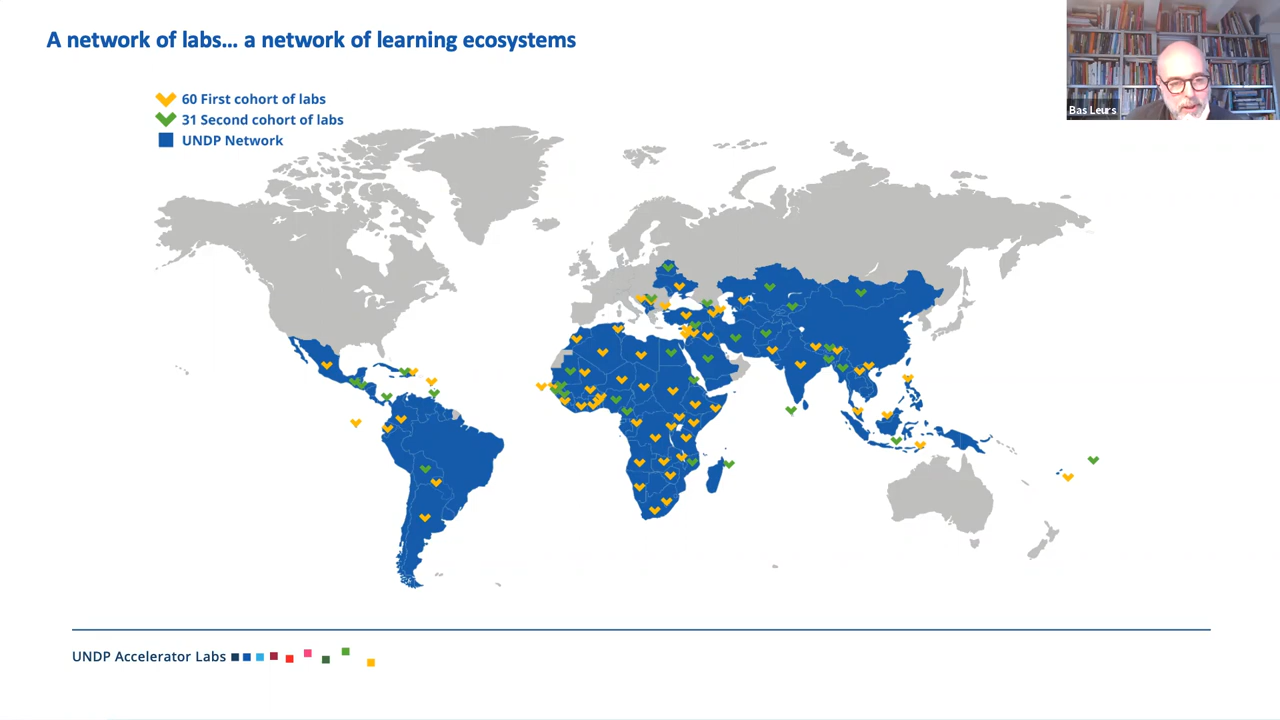 A network of labs... a network of learning ecosystems
Bas Leurs
60 First cohort of labs
31 Second cohort of labs
UNDP Network
UNDP Accelerator Labs